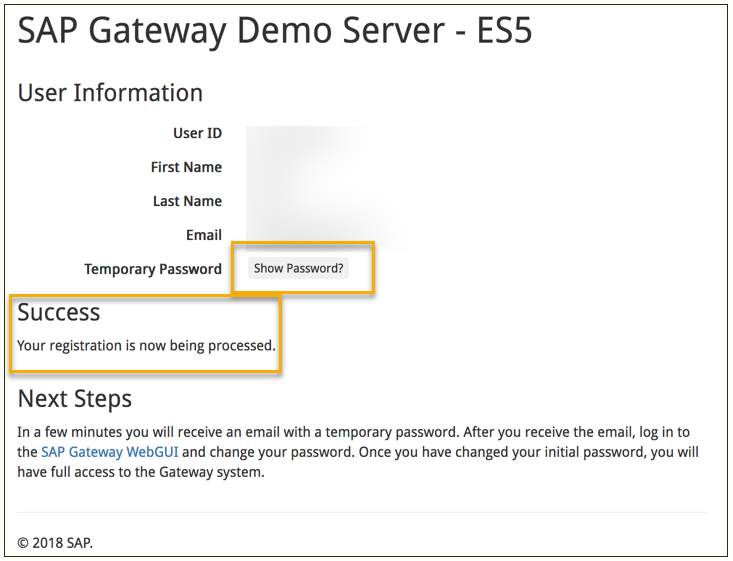 SAP Gateway Demo Server - ES5
User Information
User ID
First Name
Last Name
Email
Temporary Password Show Password?
Success
Your registration is now being processed.
Next Steps
In a few minutes you will receive an email with a temporary password. After you receive the email, log in to
the SAP Gateway WebGUI and change your password. Once you have changed your initial password, you will
have full access to the Gateway system.
© 2018 SAP.